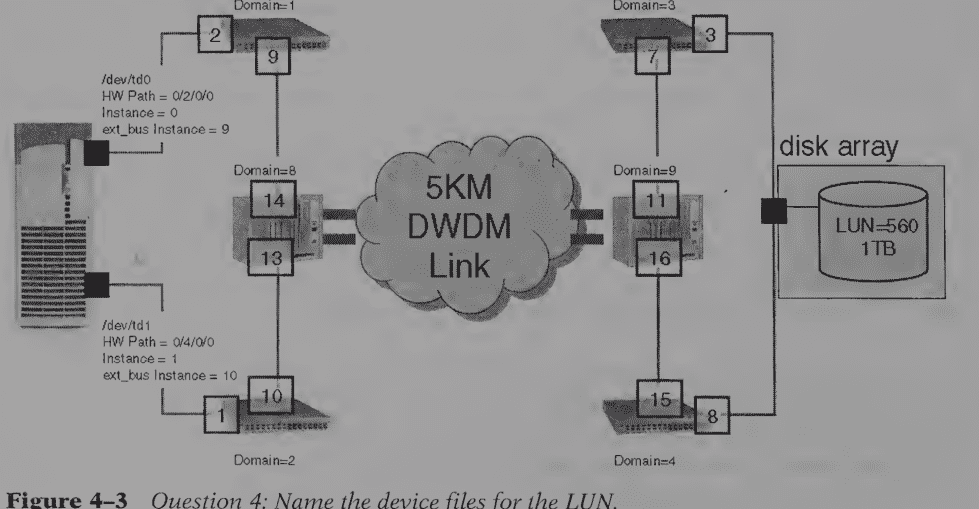 Domain=1
Domain=3
2
3
9
7
/dev/td0
HW Path = 0/2/0/0
Instance = 0
ext_bus Instance = 9
disk array
Domain=8
Domain=9
14
11
5KM
DWDM
Link
LUN=560
1TB
13
16
/dev/td1
HW Path = 0/4/0/0
Instance = 1
ext_bus Instance = 10
10
15
1
8
Domain=2
Domain=4
Figure 4–3 Question 4: Name the device files for the LUN.